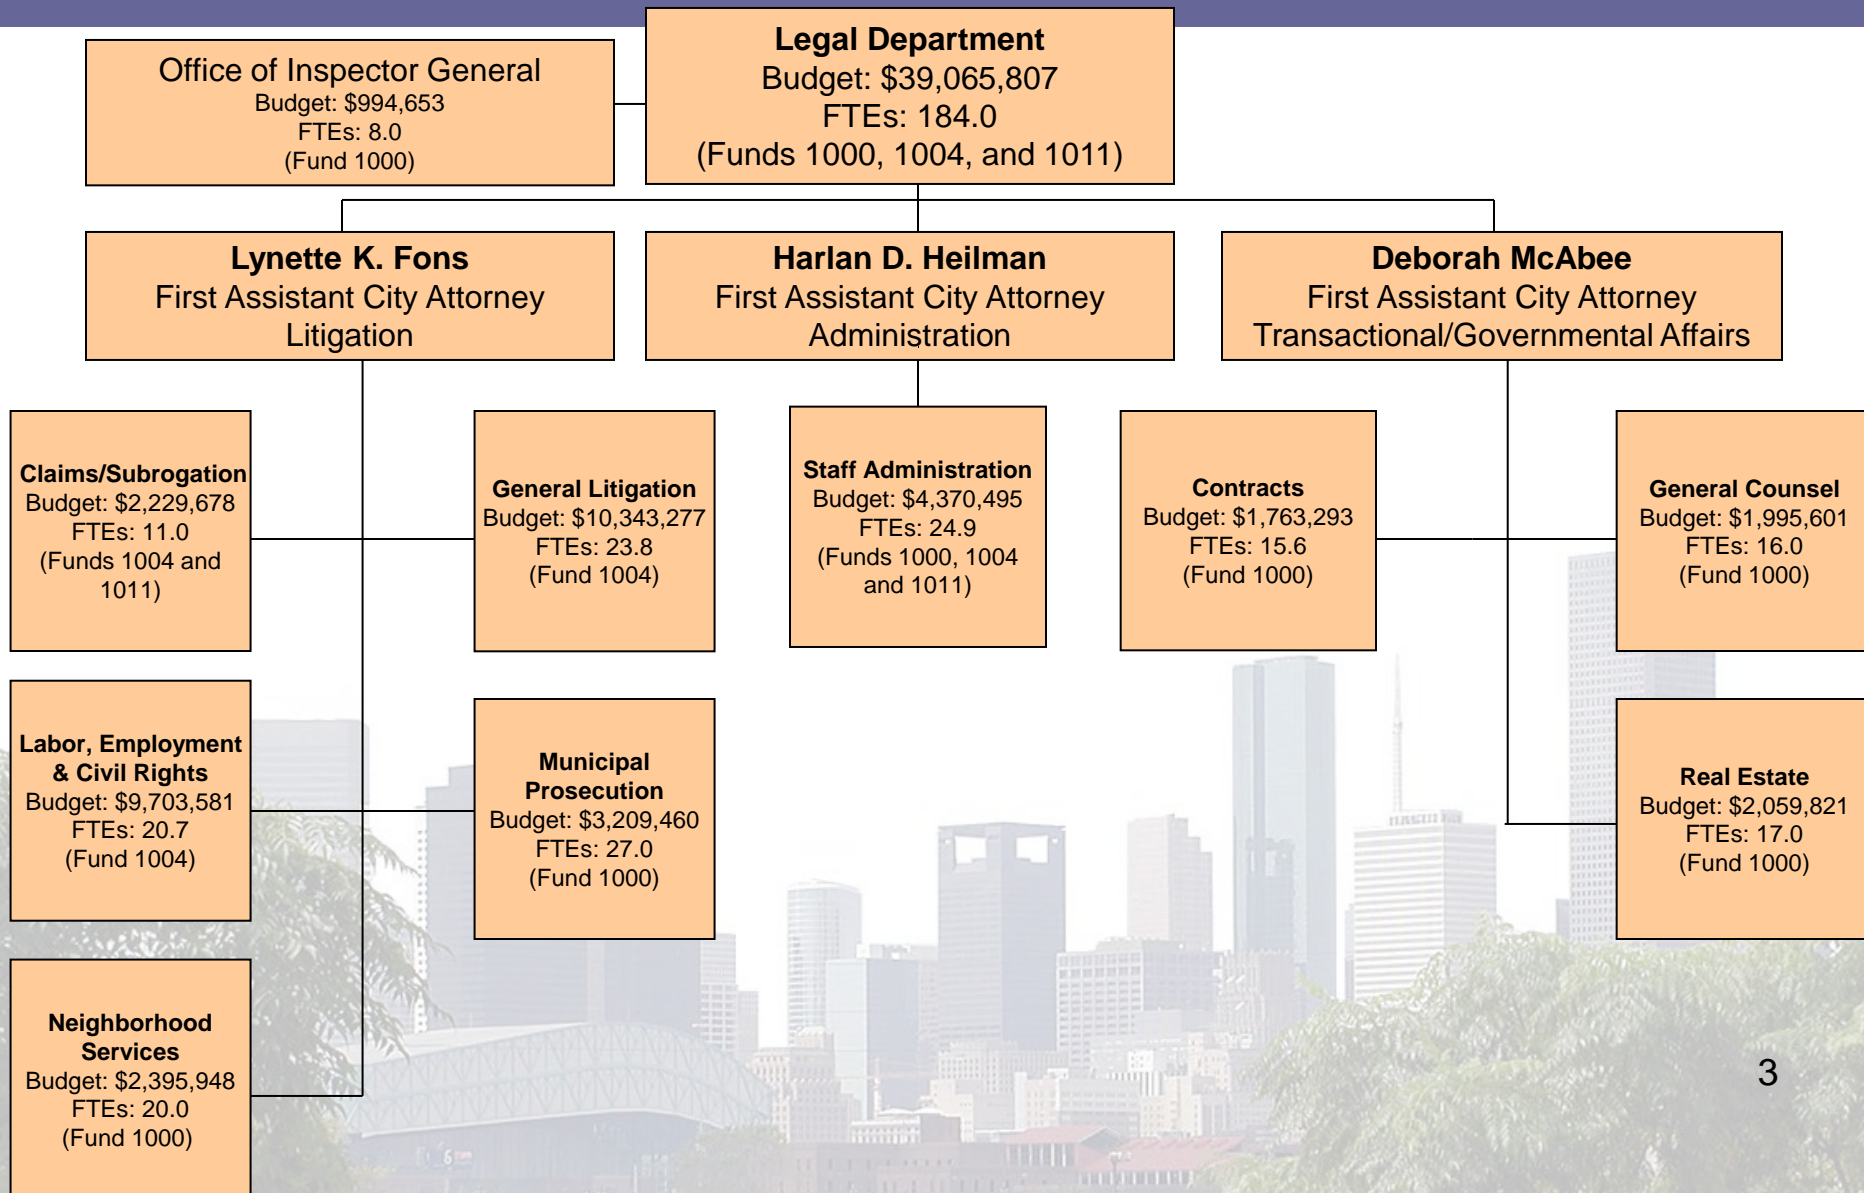 Legal Department
Budget: $39,065,807
FTEs: 184.0
(Funds 1000, 1004, and 1011)
Office of Inspector General
Budget: $994,653
FTEs: 8.0
(Fund 1000)
Lynette K. Fons
First Assistant City Attorney
Litigation
Harlan D. Heilman
First Assistant City Attorney
Administration
Deborah McAbee
First Assistant City Attorney
Transactional/Governmental Affairs
Claims/Subrogation
Budget: $2,229,678
FTEs: 11.0
(Funds 1004 and
1011)
General Litigation
Budget: $10,343,277
FTEs: 23.8
(Fund 1004)
Staff Administration
Budget: $4,370,495
FTEs: 24.9
(Funds 1000, 1004
and 1011)
Contracts
Budget: $1,763,293
FTEs: 15.6
(Fund 1000)
General Counsel
Budget: $1,995,601
FTEs: 16.0
(Fund 1000)
Labor, Employment
& Civil Rights
Budget: $9,703,581
FTEs: 20.7
(Fund 1004)
Municipal
Prosecution
Budget: $3,209,460
FTEs: 27.0
(Fund 1000)
Real Estate
Budget: $2,059,821
FTEs: 17.0
(Fund 1000)
Neighborhood
Services
Budget: $2,395,948
FTEs: 20.0
(Fund 1000)
3